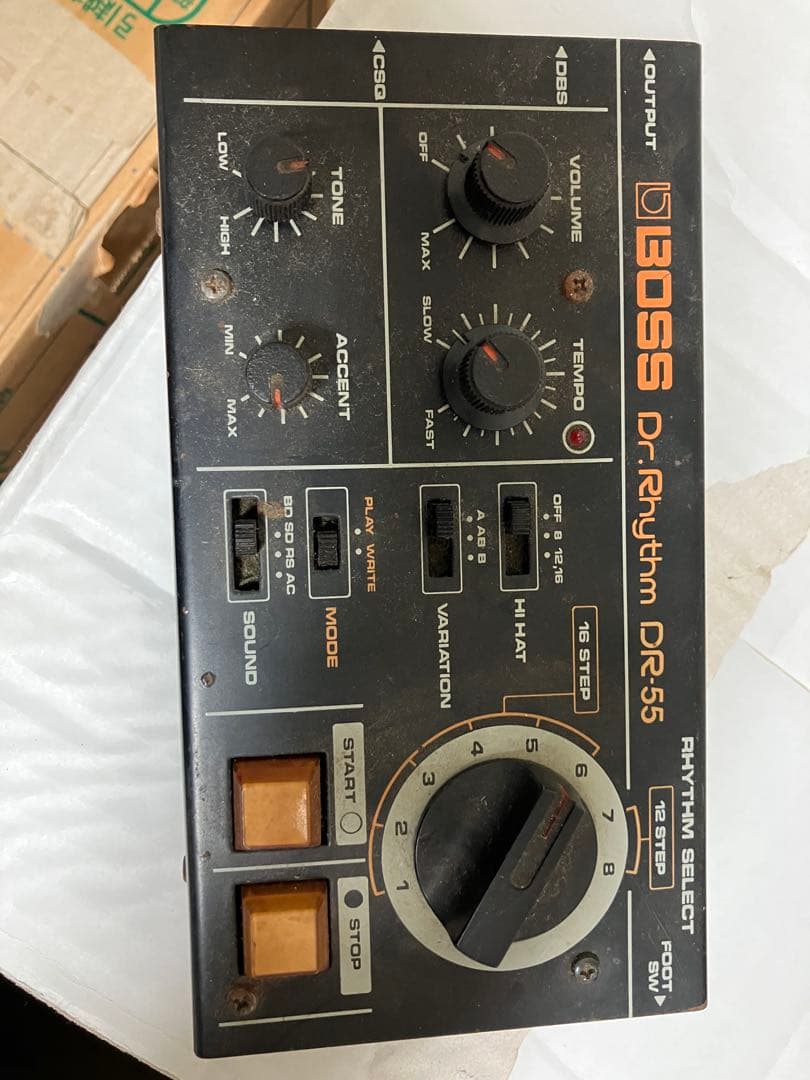 ◀OUTPUT
BOSS Dr.Rhythm DR-55
FOOT SW▶
◀DBS
◀CSQ
VOLUME
OFF
MAX
TEMPO
SLOW
FAST
TONE
LOW
HIGH
ACCENT
MIN
MAX
OFF 8 12,16
HI HAT
A AB B
VARIATION
PLAY WRITE
MODE
BD SD RS AC
SOUND
RHYTHM SELECT
16 STEP
12 STEP
1 2 3 4 5 6 7 8
START
STOP